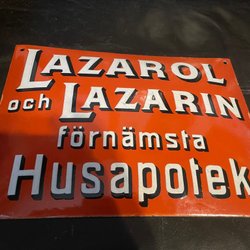 LAZAROL
och LAZARIN
förnämsta
Husapotek